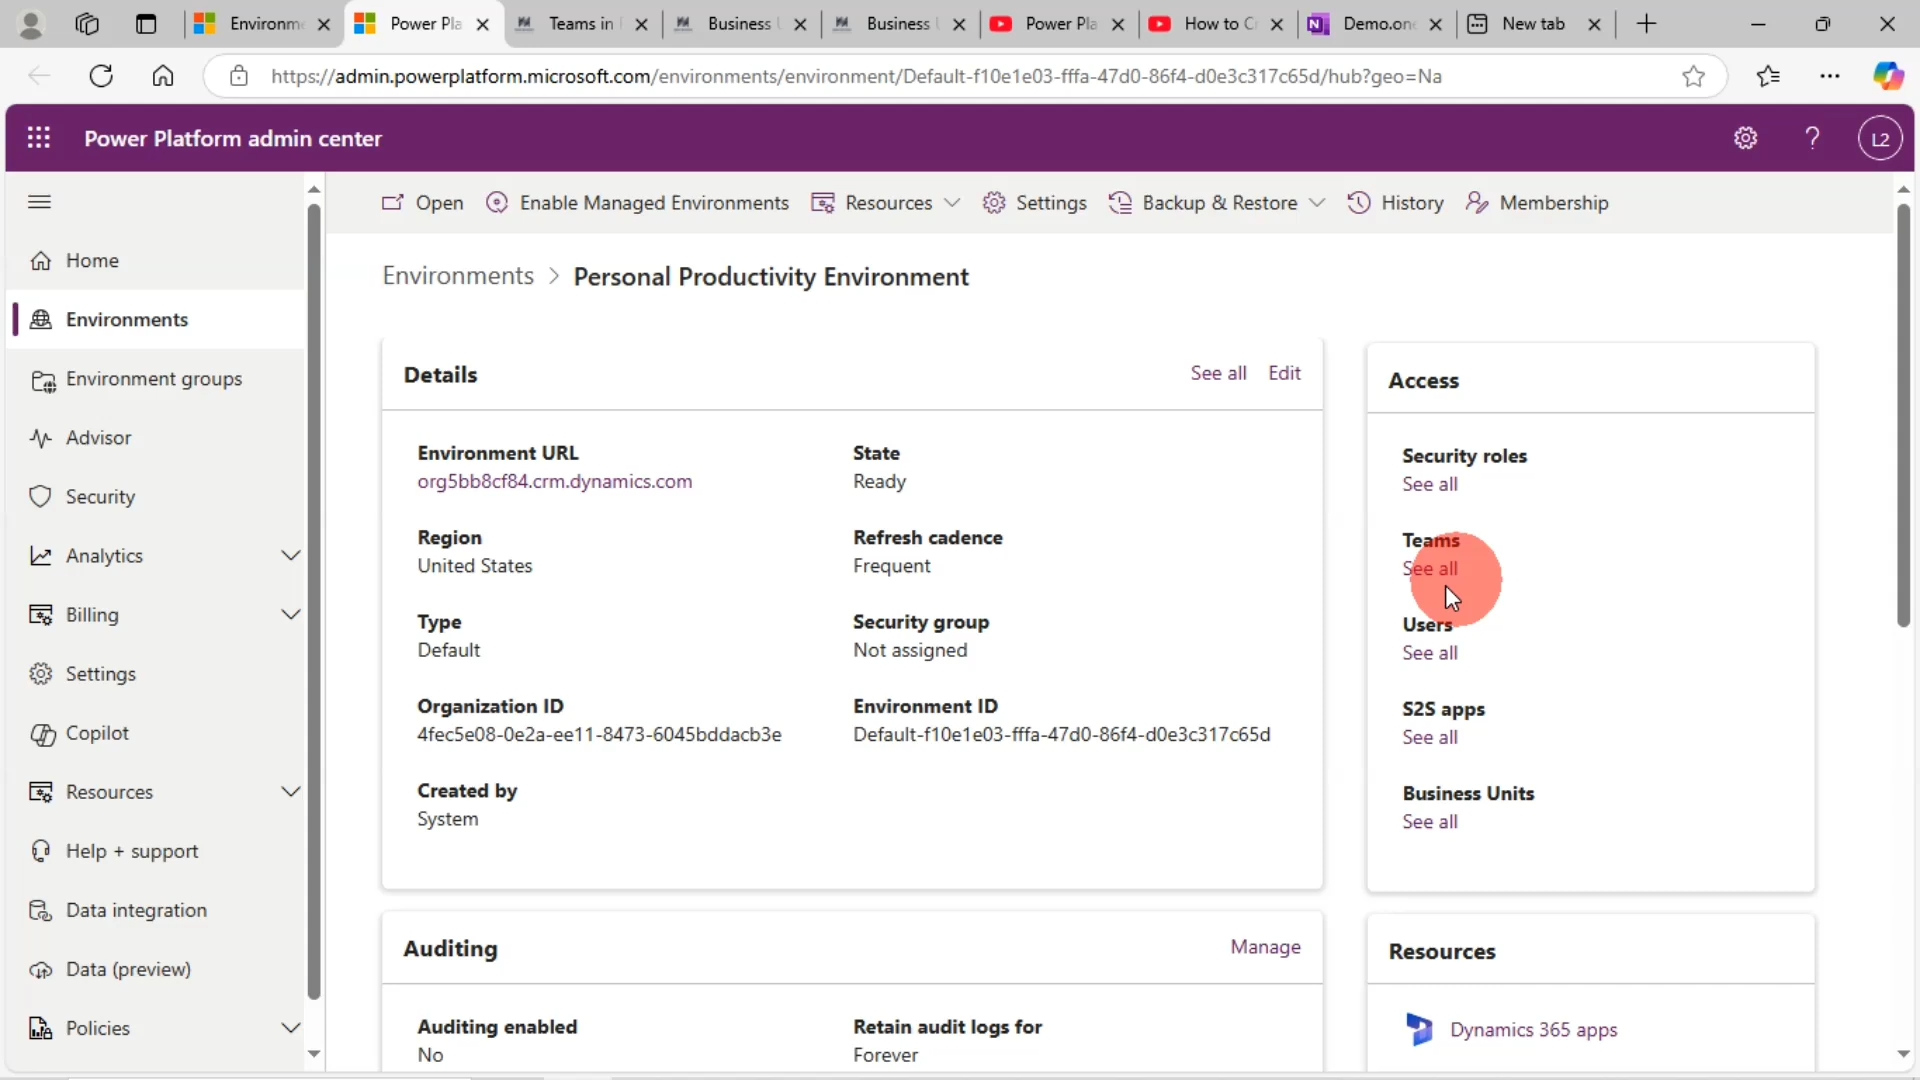 Environm
Power Pla
Teams in
Business
Business
Power Pla
How to C
Demo.on
New tab
https://admin.powerplatform.microsoft.com/environments/environment/Default-f10e1e03-fffa-47d0-86f4-d0e3c317c65d/hub?geo=Na
Power Platform admin center
L2
Open
Enable Managed Environments
Resources
Settings
Backup & Restore
History
Membership
Home
Environments
Environment groups
Advisor
Security
Analytics
Billing
Settings
Copilot
Resources
Help + support
Data integration
Data (preview)
Policies
Environments > Personal Productivity Environment
Details
See all
Edit
Environment URL
org5bb8cf84.crm.dynamics.com
State
Ready
Region
United States
Refresh cadence
Frequent
Type
Default
Security group
Not assigned
Organization ID
4fec5e08-0e2a-ee11-8473-6045bddacb3e
Environment ID
Default-f10e1e03-fffa-47d0-86f4-d0e3c317c65d
Created by
System
Access
Security roles
See all
Teams
See all
Users
See all
S2S apps
See all
Business Units
See all
Auditing
Manage
Auditing enabled
No
Retain audit logs for
Forever
Resources
Dynamics 365 apps